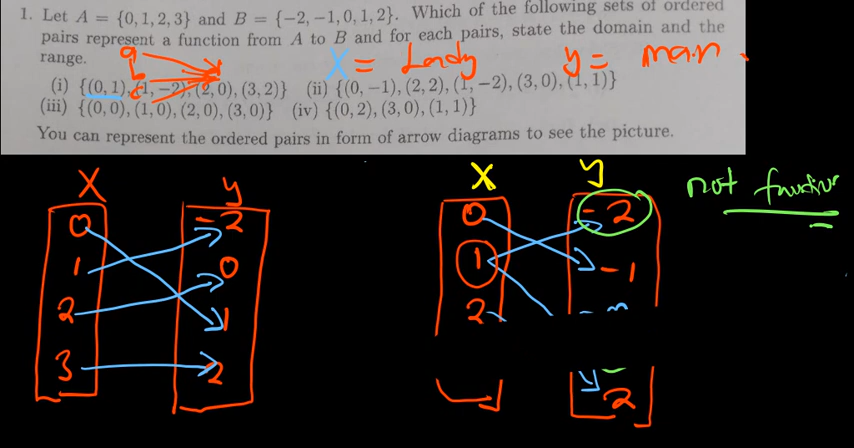 1. Let A = {0, 1, 2, 3} and B = {−2, −1, 0, 1, 2}. Which of the following sets of ordered
pairs represent a function from A to B and for each pairs, state the domain and the
range.
a
b
c
X = Lady y = man
(i) {(0, 1), (1, −2), (2, 0), (3, 2)} (ii) {(0, −1), (2, 2), (1, −2), (3, 0), (1, 1)}
(iii) {(0, 0), (1, 0), (2, 0), (3, 0)} (iv) {(0, 2), (3, 0), (1, 1)}
You can represent the ordered pairs in form of arrow diagrams to see the picture.
X y
0 -2
1 0
2 1
3 2
X y
0 -2
1 -1
2
2
not